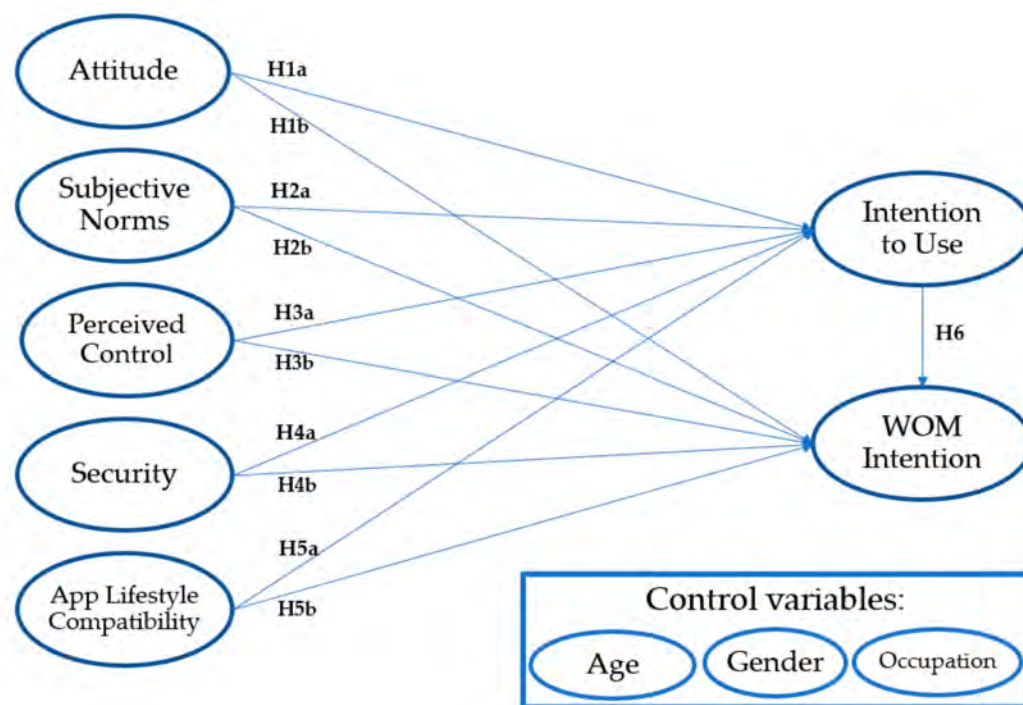 Attitude
H1a
H1b
Subjective
Norms
H2a
H2b
Perceived
Control
H3a
H3b
Security
H4a
H4b
App Lifestyle
Compatibility
H5a
H5b
Intention
to Use
H6
WOM
Intention
Control variables:
Age
Gender
Occupation